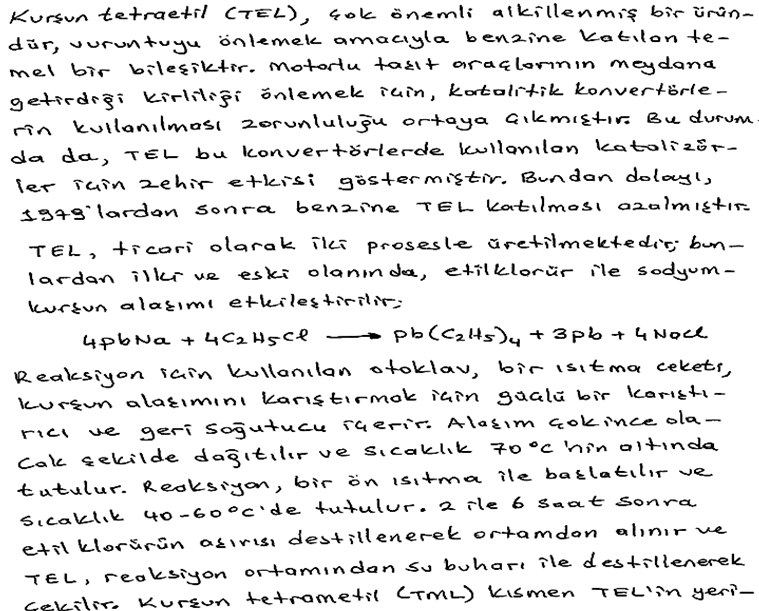 Kurşun tetraetil (TEL), çok önemli alkillenmiş bir ürün-
dür, vuruntuyu önlemek amacıyla benzine katılan te-
mel bir bileşiktir. Motorlu taşıt araçlarının meydana
getirdiği kirliliği önlemek için, katalitik konvertörle-
rin kullanılması zorunluluğu ortaya çıkmıştır. Bu durum-
da da, TEL bu konvertörlerde kullanılan katalizör-
ler için zehir etkisi göstermiştir. Bundan dolayı,
1979'lardan sonra benzine TEL katılması azalmıştır.
TEL, ticari olarak iki prosesle üretilmektedir; bun-
lardan ilki ve eski olanında, etilklorür ile sodyum-
kurşun alaşımı etkileştirilir;
4PbNa + 4C₂H₅Cl → Pb(C₂H₅)₄ + 3Pb + 4NaCl
Reaksiyon için kullanılan otoklav, bir ısıtma ceketi,
kurşun alaşımını karıştırmak için güçlü bir karıştı-
rıcı ve geri soğutucu içerir. Alaşım çok ince ola-
cak şekilde dağıtılır ve sıcaklık 70°C'nin altında
tutulur. Reaksiyon, bir ön ısıtma ile başlatılır ve
sıcaklık 40-60°C'de tutulur. 2 ile 6 saat sonra
etil klorürün aşırısı destillenerek ortamdan alınır ve
TEL, reaksiyon ortamından su buharı ile destillenerek
çekilir. Kurşun tetrametil (TML) kısmen TEL'in yeri-